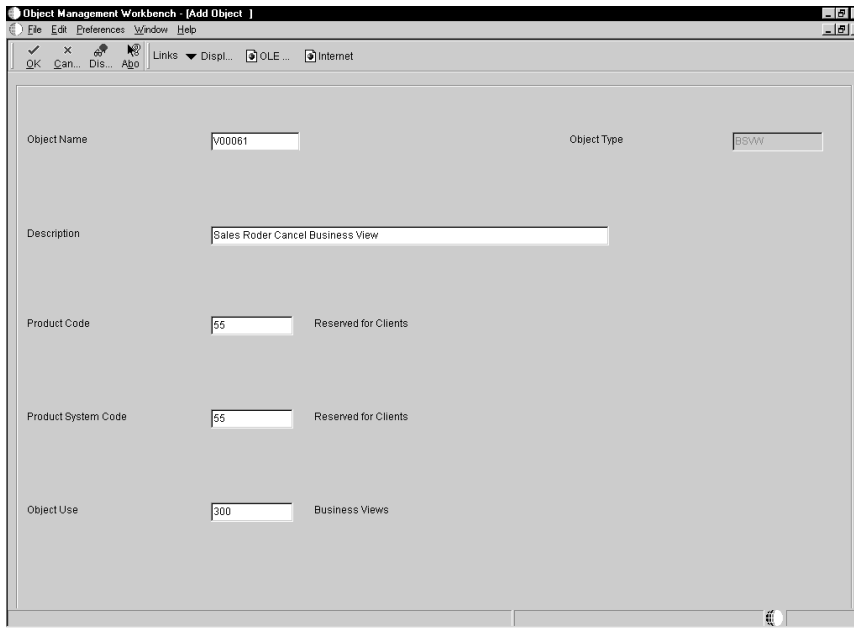 Object Management Workbench - [Add Object ]
File Edit Preferences Window Help
OK Can... Dis... Abo Links Displ... OLE ... Internet
Object Name V00061 Object Type BSVW
Description Sales Roder Cancel Business View
Product Code 55 Reserved for Clients
Product System Code 55 Reserved for Clients
Object Use 300 Business Views